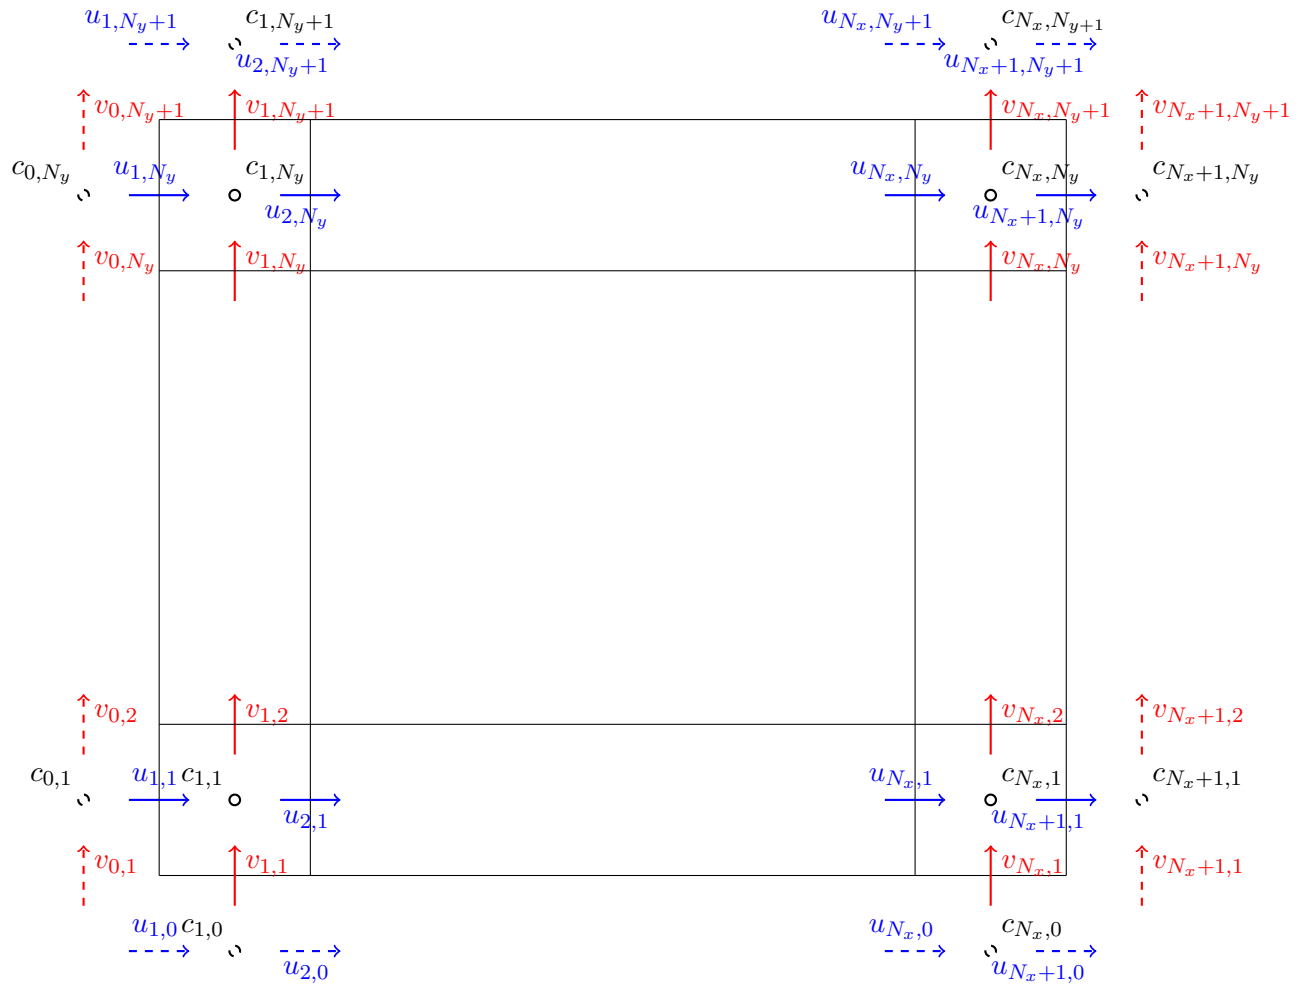 u_{1,N_y+1} c_{1,N_y+1} u_{N_x,N_y+1} c_{N_x,N_{y+1}}
u_{2,N_y+1} u_{N_x+1,N_y+1}
v_{0,N_y+1} v_{1,N_y+1} v_{N_x,N_y+1} v_{N_x+1,N_y+1}
c_{0,N_y} u_{1,N_y} c_{1,N_y} u_{N_x,N_y} c_{N_x,N_y} c_{N_x+1,N_y}
u_{2,N_y} u_{N_x+1,N_y}
v_{0,N_y} v_{1,N_y} v_{N_x,N_y} v_{N_x+1,N_y}
v_{0,2} v_{1,2} v_{N_x,2} v_{N_x+1,2}
c_{0,1} u_{1,1} c_{1,1} u_{N_x,1} c_{N_x,1} c_{N_x+1,1}
u_{2,1} u_{N_x+1,1}
v_{0,1} v_{1,1} v_{N_x,1} v_{N_x+1,1}
u_{1,0} c_{1,0} u_{N_x,0} c_{N_x,0}
u_{2,0} u_{N_x+1,0}